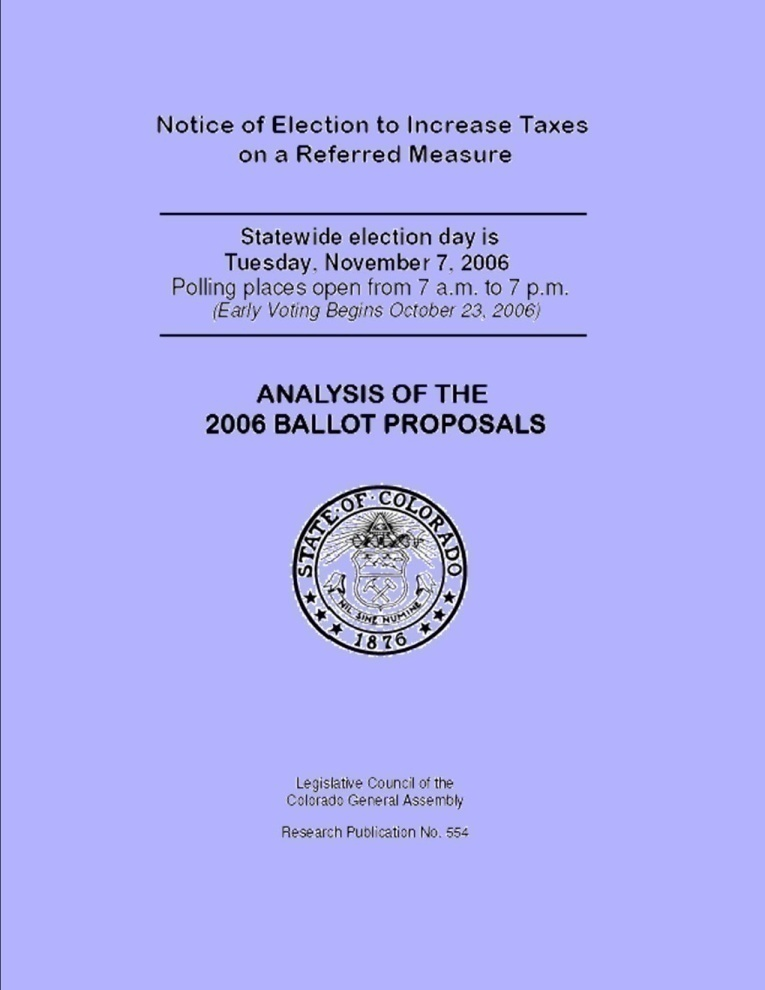 Notice of Election to Increase Taxes
on a Referred Measure
Statewide election day is
Tuesday, November 7, 2006
Polling places open from 7 a.m. to 7 p.m.
(Early Voting Begins October 23, 2006)
ANALYSIS OF THE
2006 BALLOT PROPOSALS
STATE·OF·COLORADO
NIL SINE NUMINE
1876
Legislative Council of the
Colorado General Assembly
Research Publication No. 554